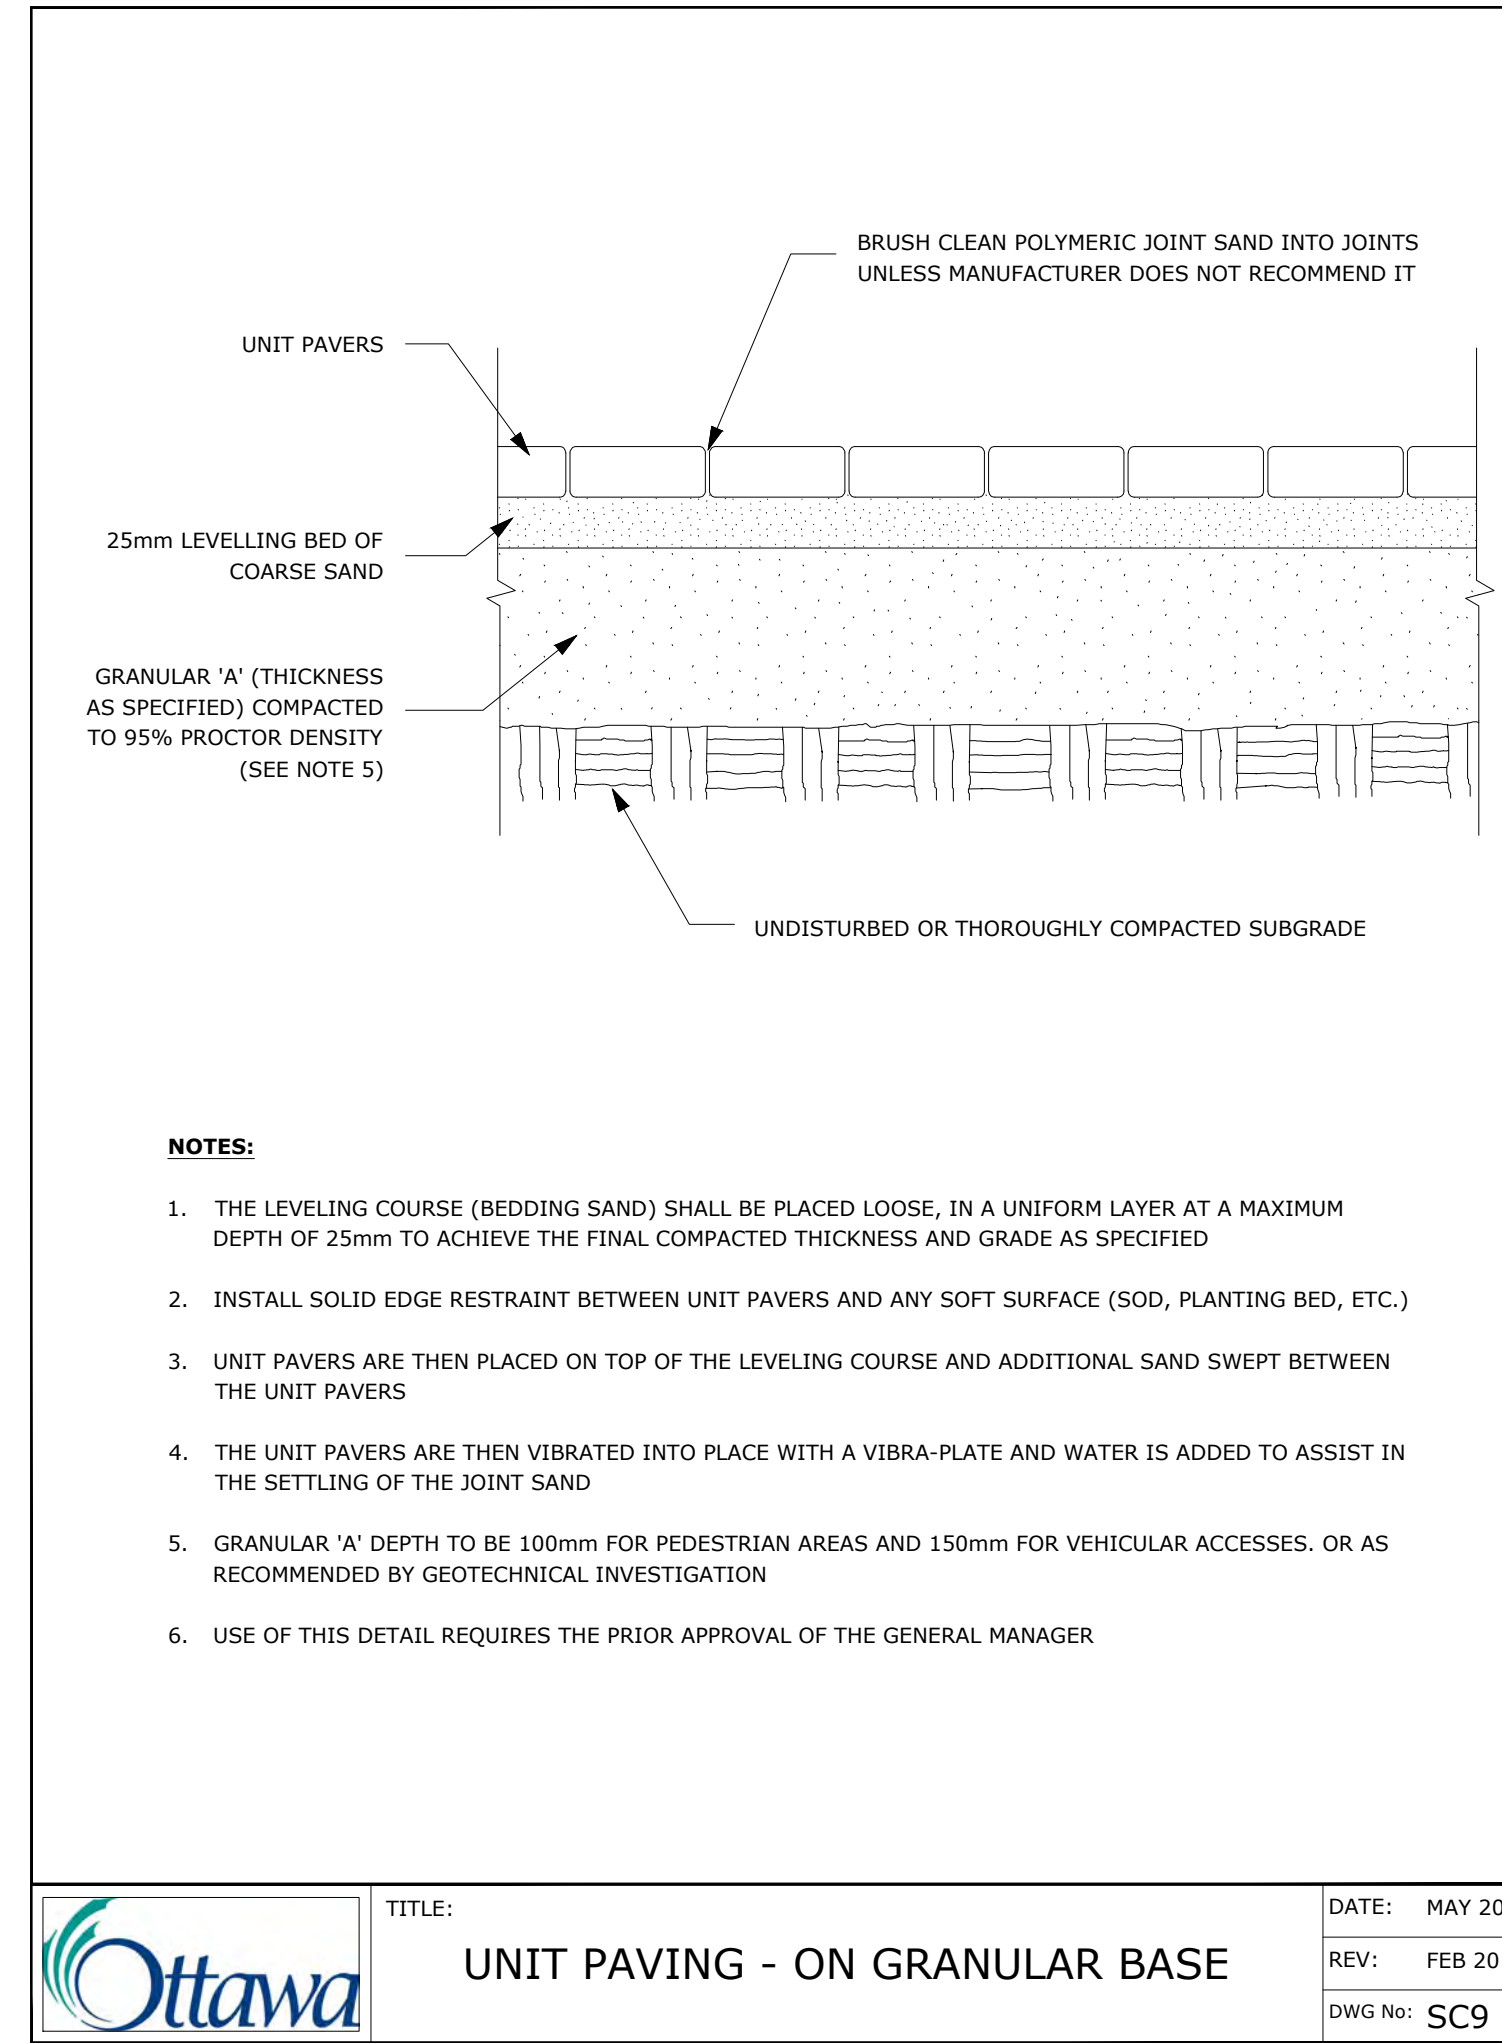 BRUSH CLEAN POLYMERIC JOINT SAND INTO JOINTS
UNLESS MANUFACTURER DOES NOT RECOMMEND IT
UNIT PAVERS
25mm LEVELLING BED OF
COARSE SAND
GRANULAR 'A' (THICKNESS
AS SPECIFIED) COMPACTED
TO 95% PROCTOR DENSITY
(SEE NOTE 5)
UNDISTURBED OR THOROUGHLY COMPACTED SUBGRADE
NOTES:
1. THE LEVELING COURSE (BEDDING SAND) SHALL BE PLACED LOOSE, IN A UNIFORM LAYER AT A MAXIMUM
DEPTH OF 25mm TO ACHIEVE THE FINAL COMPACTED THICKNESS AND GRADE AS SPECIFIED
2. INSTALL SOLID EDGE RESTRAINT BETWEEN UNIT PAVERS AND ANY SOFT SURFACE (SOD, PLANTING BED, ETC.)
3. UNIT PAVERS ARE THEN PLACED ON TOP OF THE LEVELING COURSE AND ADDITIONAL SAND SWEPT BETWEEN
THE UNIT PAVERS
4. THE UNIT PAVERS ARE THEN VIBRATED INTO PLACE WITH A VIBRA-PLATE AND WATER IS ADDED TO ASSIST IN
THE SETTLING OF THE JOINT SAND
5. GRANULAR 'A' DEPTH TO BE 100mm FOR PEDESTRIAN AREAS AND 150mm FOR VEHICULAR ACCESSES. OR AS
RECOMMENDED BY GEOTECHNICAL INVESTIGATION
6. USE OF THIS DETAIL REQUIRES THE PRIOR APPROVAL OF THE GENERAL MANAGER
Ottawa
TITLE:
UNIT PAVING - ON GRANULAR BASE
DATE: MAY 20
REV: FEB 20
DWG No: SC9